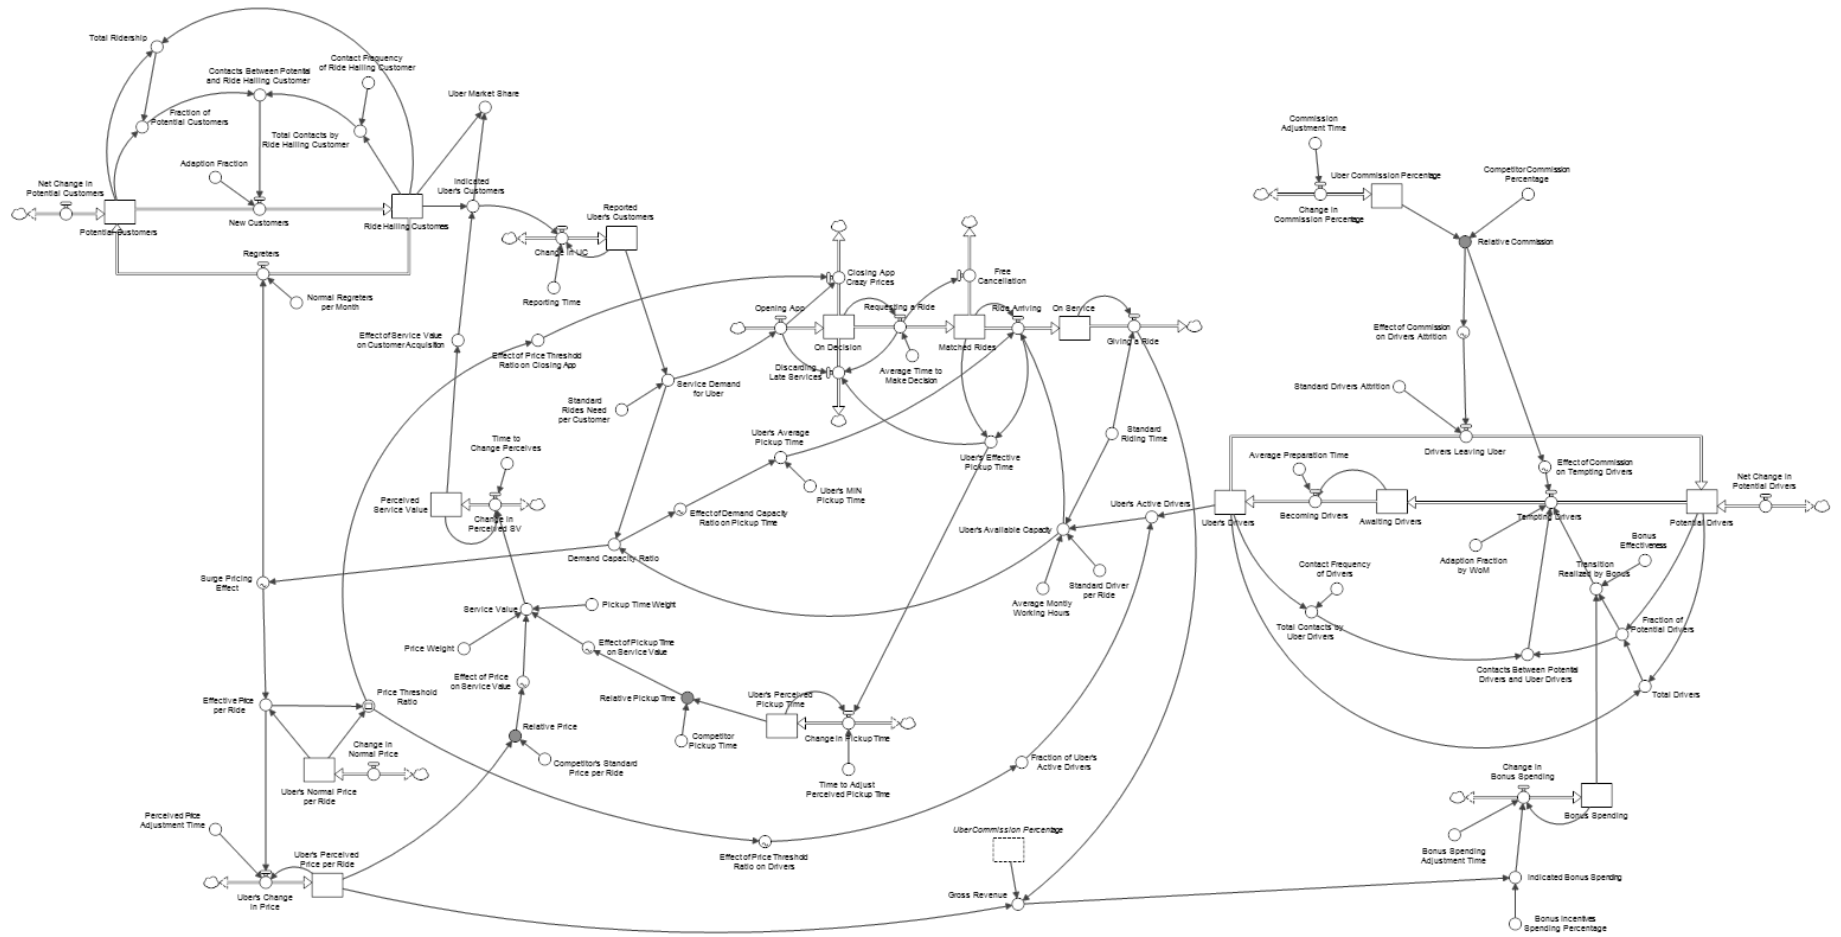 Total Ridership
Contact Frequency
of Ride Hailing Customer
Contacts Between Potential
and Ride Hailing Customer
Uber Market Share
Fraction of
Potential Customers
Total Contacts by
Ride Hailing Customer
Adaption Fraction
Net Change in
Potential Customers
Potential Customers
New Customers
Ride Hailing Customes
Indicated
Uber's Customers
Reported
Uber's Customers
Change in UC
Reporting Time
Regreters
Normal Regreters
per Month
Effect of Service Value
on Customer Acquisition
Effect of Price Threshold
Ratio on Closing App
Closing App
Crazy Prices
Free
Cancellation
Opening App
Requesting a Ride
Ride Arriving
On Service
On Decision
Matched Rides
Giving a Ride
Discarding
Late Services
Average Time to
Make Decision
Service Demand
for Uber
Standard
Rides Need
per Customer
Uber's Average
Pickup Time
Uber's Effective
Pickup Time
Standard
Riding Time
Time to
Change Perceives
Uber's MIN
Pickup Time
Perceived
Service Value
Change in
Perceived SV
Effect of Demand Capacity
Ratio on Pickup Time
Uber's Available Capacity
Uber's Active Drivers
Demand Capacity Ratio
Standard Driver
per Ride
Average Montly
Working Hours
Surge Pricing
Effect
Service Value
Pickup Time Weight
Price Weight
Effect of Pickup Time
on Service Value
Effect of Price
on Service Value
Relative Pickup Time
Uber's Perceived
Pickup Time
Change in Pickup Time
Competitor
Pickup Time
Time to Adjust
Perceived Pickup Time
Effective Price
per Ride
Price Threshold
Ratio
Relative Price
Competitor's Standard
Price per Ride
Change in
Normal Price
Uber's Normal Price
per Ride
Fraction of Uber's
Active Drivers
Perceived Price
Adjustment Time
Uber's Perceived
Price per Ride
Uber's Change
in Price
Effect of Price Threshold
Ratio on Drivers
Uber Commission Percentage
Gross Revenue
Commission
Adjustment Time
Uber Commission Percentage
Competitor Commission
Percentage
Change in
Commission Percentage
Relative Commission
Effect of Commission
on Drivers Attrition
Standard Drivers Attrition
Drivers Leaving Uber
Average Preparation Time
Effect of Commission
on Tempting Drivers
Net Change in
Potential Drivers
Uber's Drivers
Becoming Drivers
Awaiting Drivers
Tempting Drivers
Potential Drivers
Bonus
Effectiveness
Adaption Fraction
by WoM
Transition
Realized by Bonus
Contact Frequency
of Drivers
Total Contacts by
Uber Drivers
Fraction of
Potential Drivers
Contacts Between Potential
Drivers and Uber Drivers
Total Drivers
Change in
Bonus Spending
Bonus Spending
Bonus Spending
Adjustment Time
Indicated Bonus Spending
Bonus Incentives
Spending Percentage